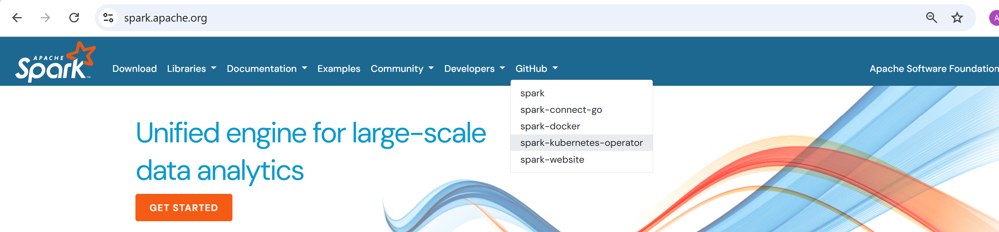 spark.apache.org
A
APACHE
Spark™
Download Libraries Documentation Examples Community Developers GitHub Apache Software Foundation
spark
spark-connect-go
spark-docker
spark-kubernetes-operator
spark-website
Unified engine for large-scale
data analytics
GET STARTED